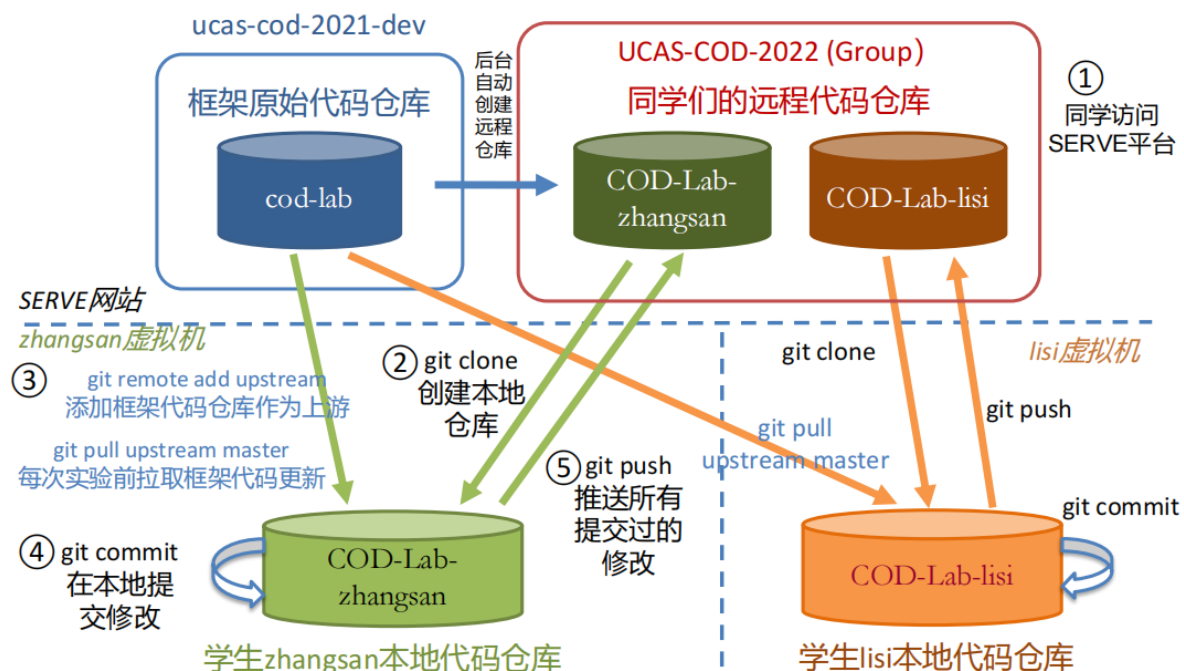 ucas-cod-2021-dev
框架原始代码仓库
cod-lab
后台
自动
创建
远程
仓库
UCAS-COD-2022 (Group)
同学们的远程代码仓库
COD-Lab-
zhangsan
COD-Lab-lisi
①
同学访问
SERVE平台
SERVE网站
zhangsan虚拟机
③
git remote add upstream
添加框架代码仓库作为上游
git pull upstream master
每次实验前拉取框架代码更新
② git clone
创建本地
仓库
⑤ git push
推送所有
提交过的
修改
④ git commit
在本地提
交修改
COD-Lab-
zhangsan
学生zhangsan本地代码仓库
lisi虚拟机
git clone
git push
git pull
upstream master
git commit
COD-Lab-lisi
学生lisi本地代码仓库